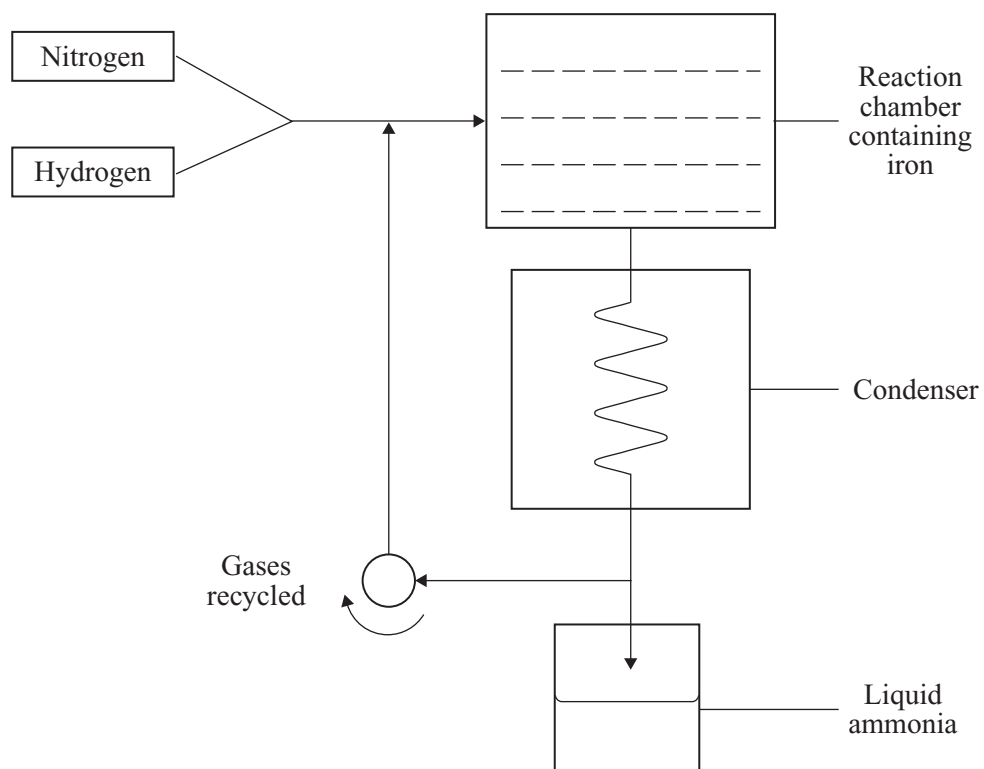 Nitrogen
Hydrogen
Reaction
chamber
containing
iron
Condenser
Gases
recycled
Liquid
ammonia